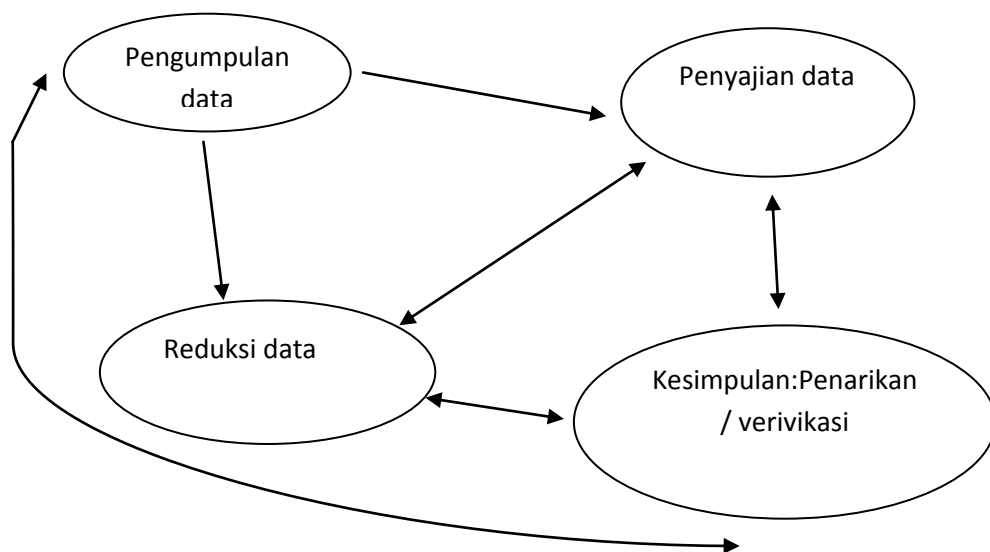 Pengumpulan
data
Penyajian data
Reduksi data
Kesimpulan:Penarikan
/ verivikasi